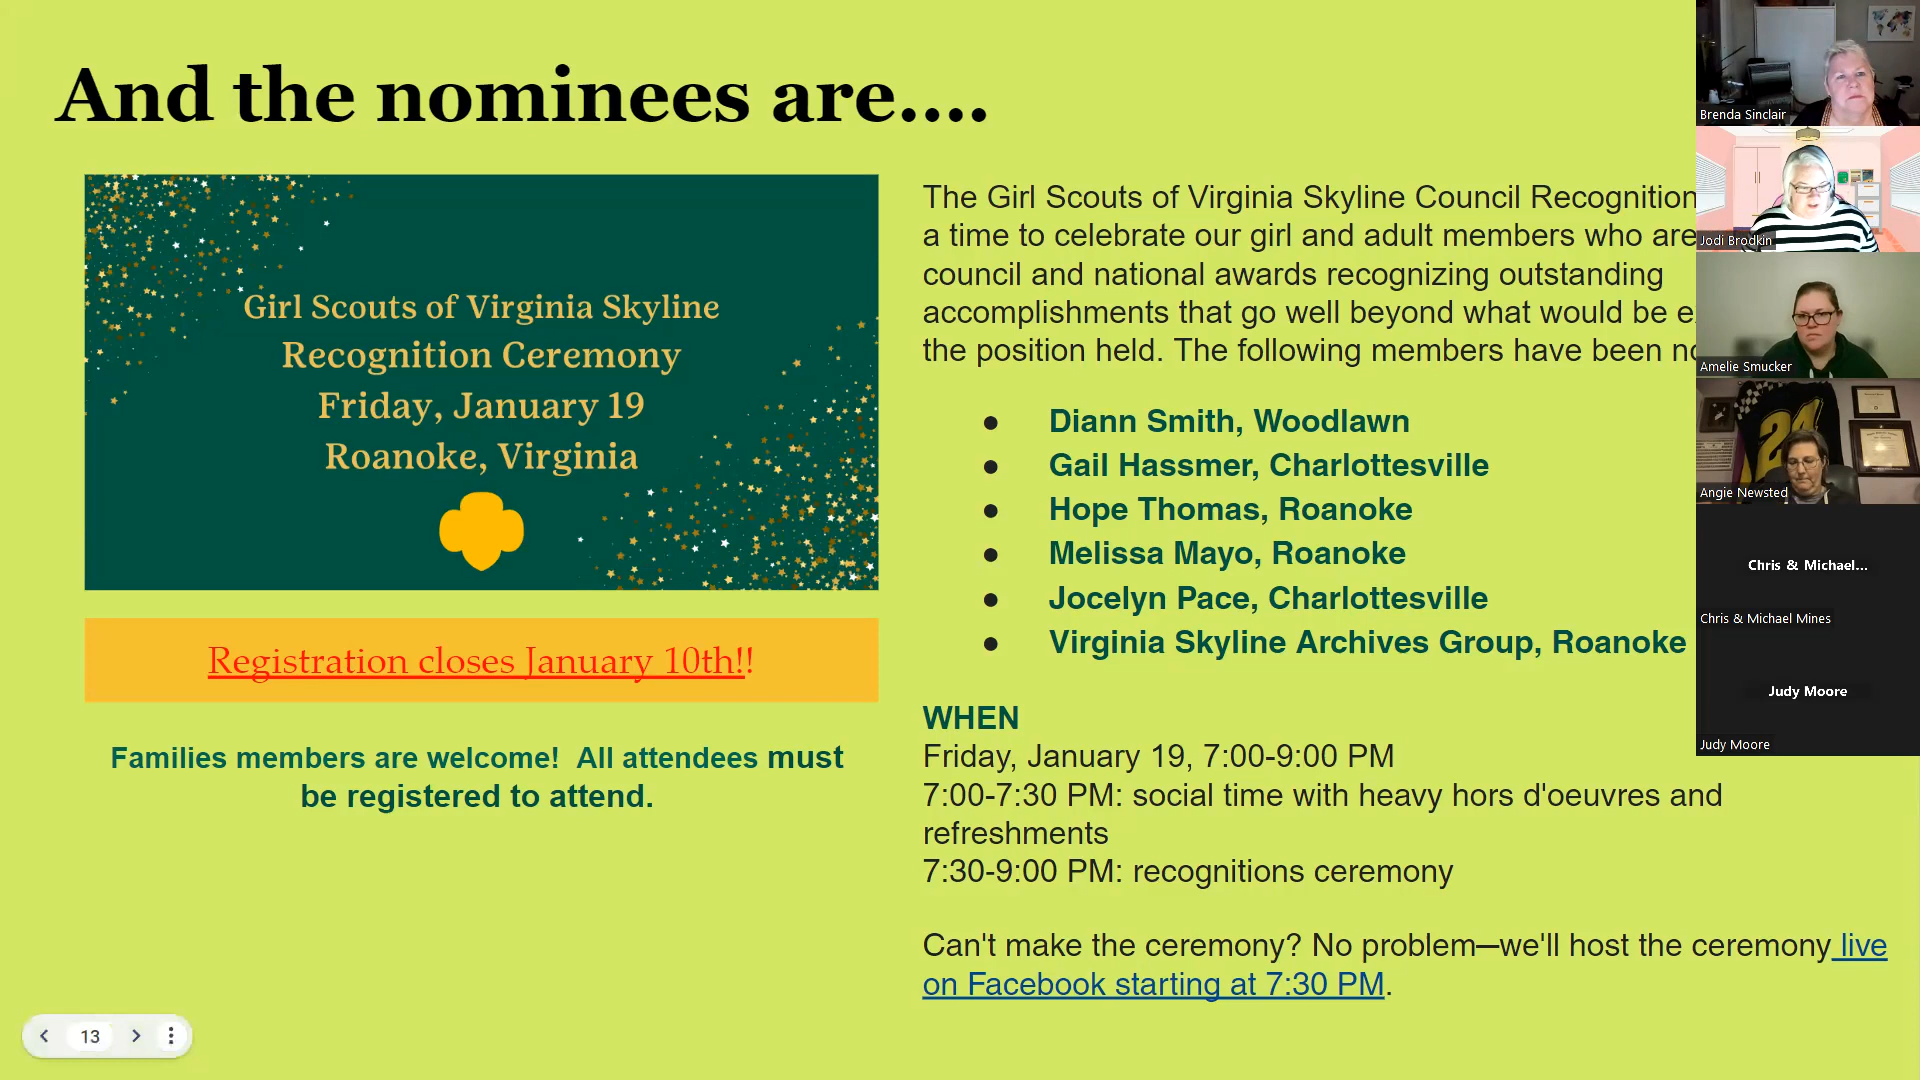 And the nominees are....
Girl Scouts of Virginia Skyline
Recognition Ceremony
Friday, January 19
Roanoke, Virginia
Registration closes January 10th!!
Families members are welcome!  All attendees must
be registered to attend.
The Girl Scouts of Virginia Skyline Council Recognition
a time to celebrate our girl and adult members who are
council and national awards recognizing outstanding
accomplishments that go well beyond what would be
the position held. The following members have been
● Diann Smith, Woodlawn
● Gail Hassmer, Charlottesville
● Hope Thomas, Roanoke
● Melissa Mayo, Roanoke
● Jocelyn Pace, Charlottesville
● Virginia Skyline Archives Group, Roanoke
WHEN
Friday, January 19, 7:00-9:00 PM
7:00-7:30 PM: social time with heavy hors d'oeuvres and
refreshments
7:30-9:00 PM: recognitions ceremony
Can't make the ceremony? No problem—we'll host the ceremony live
on Facebook starting at 7:30 PM.
13
Brenda Sinclair
Jodi Brodkin
Amelie Smucker
24
Angie Newsted
Chris & Michael...
Chris & Michael Mines
Judy Moore
Judy Moore